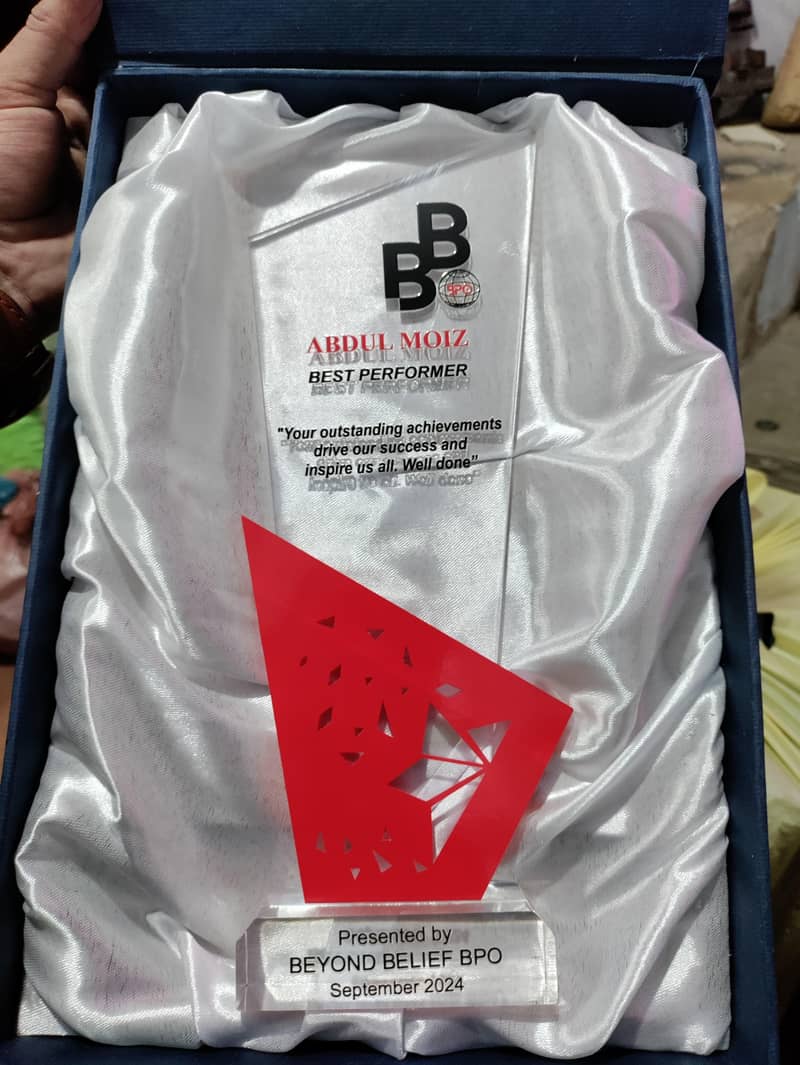 B
B
BPO
ABDUL MOIZ
BEST PERFORMER
"Your outstanding achievements
drive our success and
inspire us all. Well done"
Presented by
BEYOND BELIEF BPO
September 2024